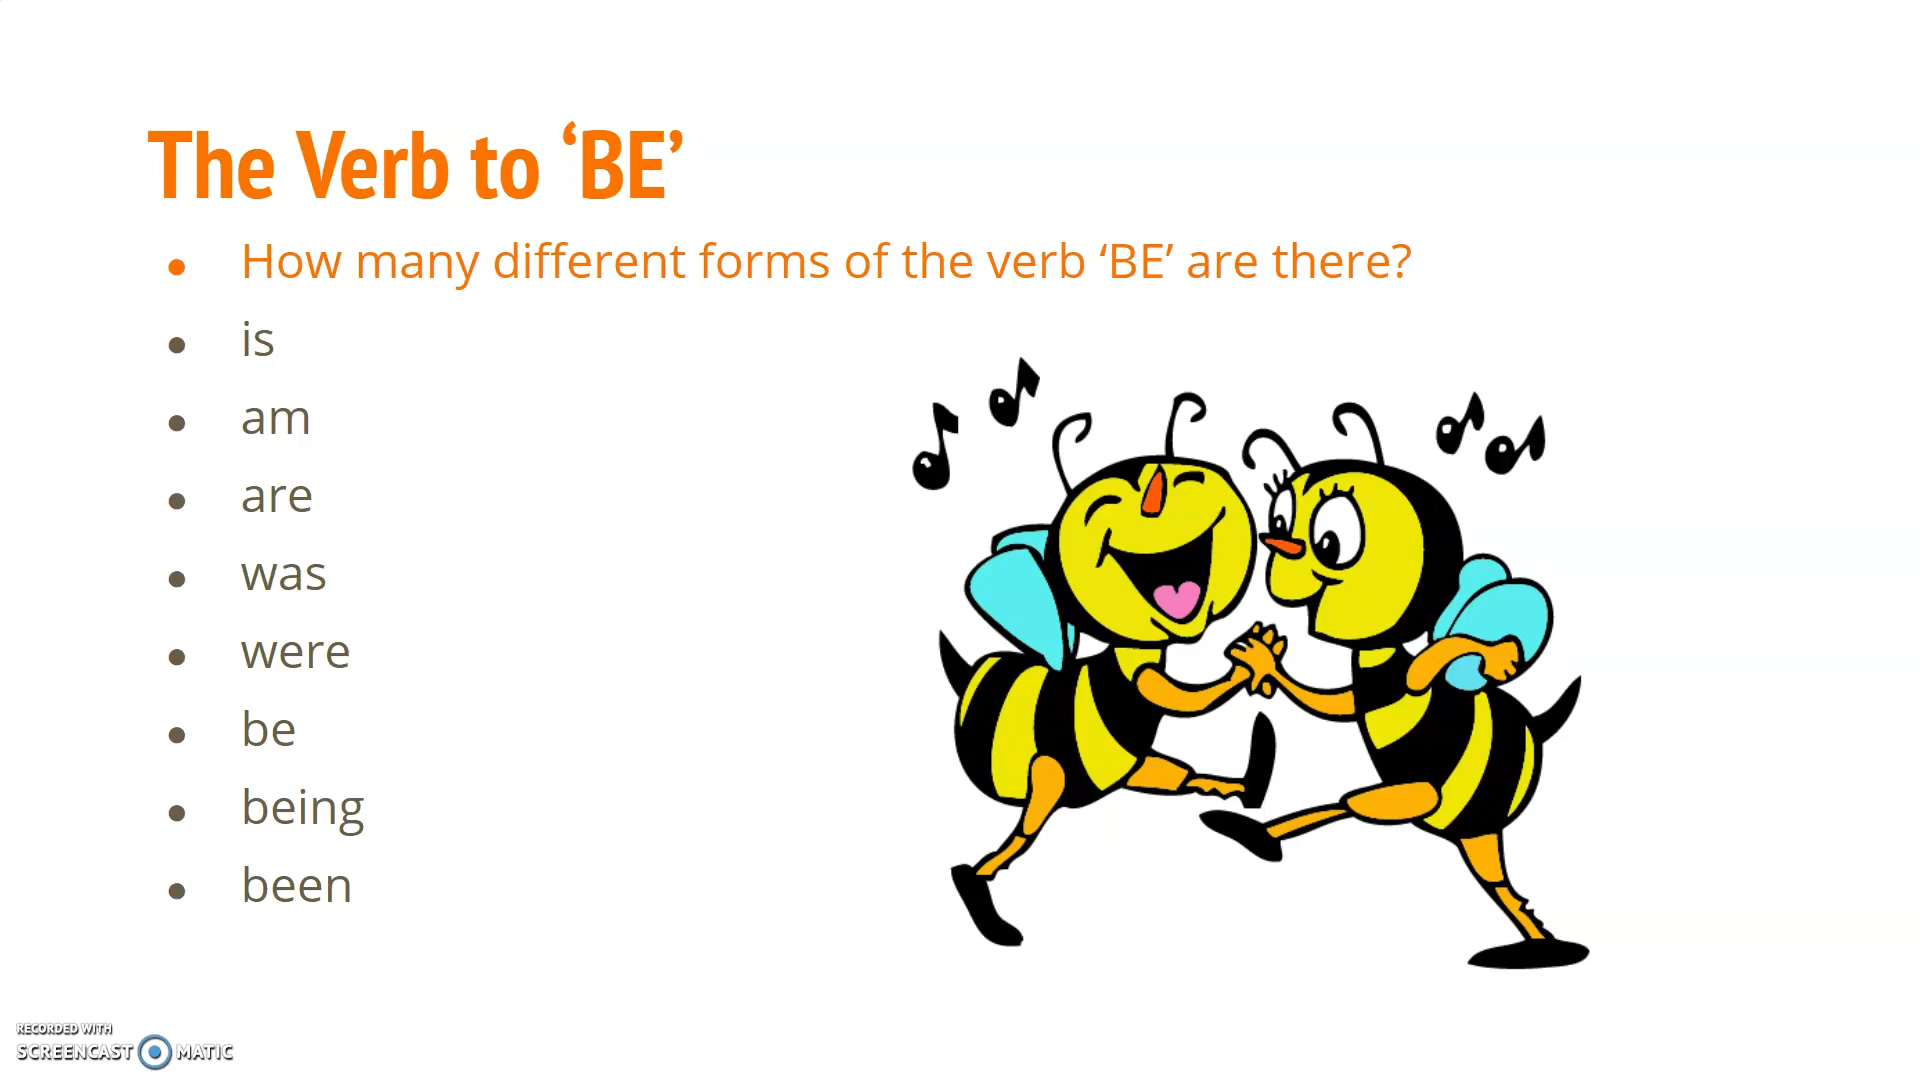 The Verb to ‘BE’
● How many different forms of the verb ‘BE’ are there?
● is
● am
● are
● was
● were
● be
● being
● been
RECORDED WITH
SCREENCAST MATIC